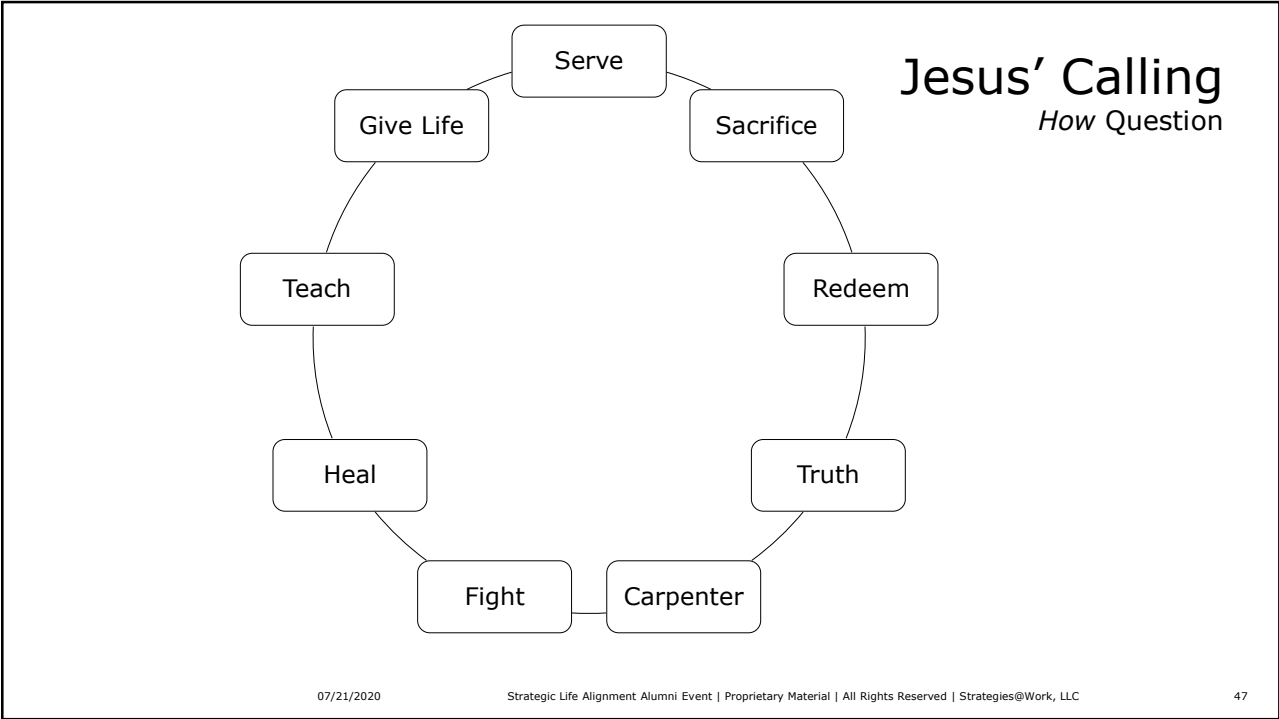 Jesus’ Calling
How Question
Serve
Sacrifice
Redeem
Truth
Carpenter
Fight
Heal
Teach
Give Life
07/21/2020
Strategic Life Alignment Alumni Event | Proprietary Material | All Rights Reserved | Strategies@Work, LLC
47